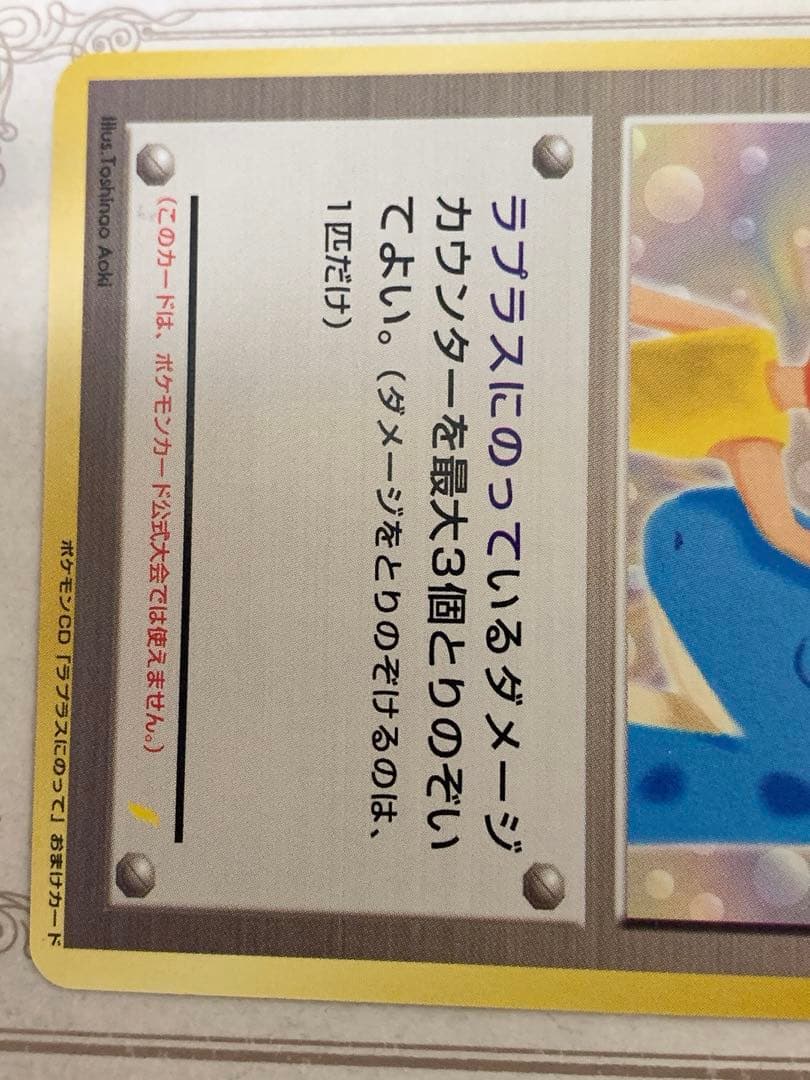 ラプラスにのっているダメージ
カウンターを最大3個とりのぞい
てよい。(ダメージをとりのぞけるのは、
1匹だけ)
(このカードは、ポケモンカード公式大会では使えません。)
Illus.Toshinao Aoki
ポケモンCD「ラプラスにのって」おまけカード